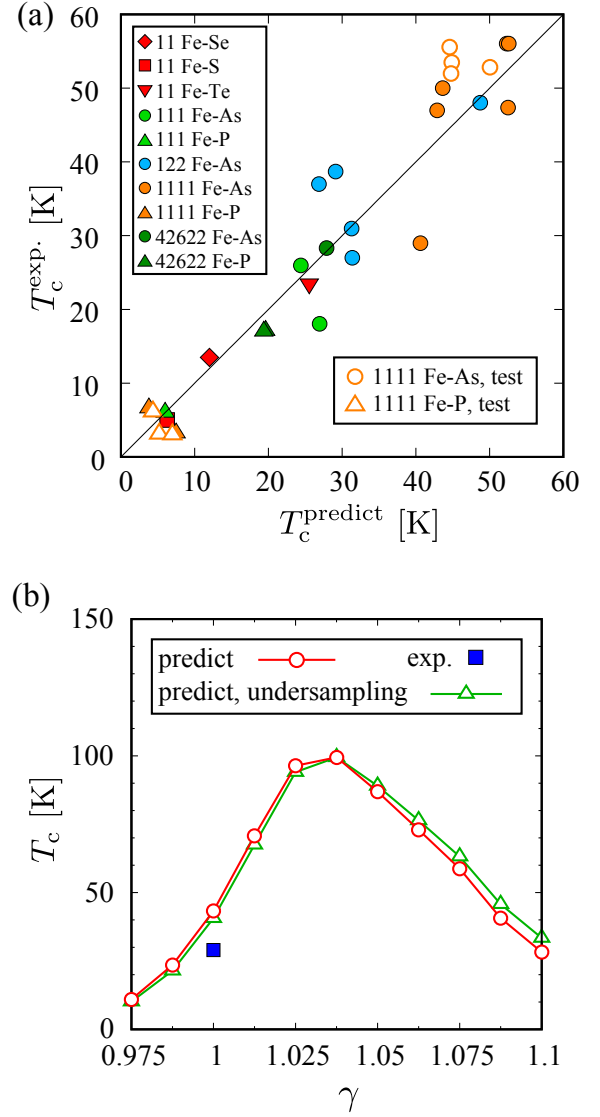 (a)
60
50
40
30
20
10
0
T_c^exp. [K]
11 Fe-Se
11 Fe-S
11 Fe-Te
111 Fe-As
111 Fe-P
122 Fe-As
1111 Fe-As
1111 Fe-P
42622 Fe-As
42622 Fe-P
1111 Fe-As, test
1111 Fe-P, test
0 10 20 30 40 50 60
T_c^predict [K]
(b)
150
100
50
0
T_c [K]
predict exp.
predict, undersampling
0.975 1 1.025 1.05 1.075 1.1
γ